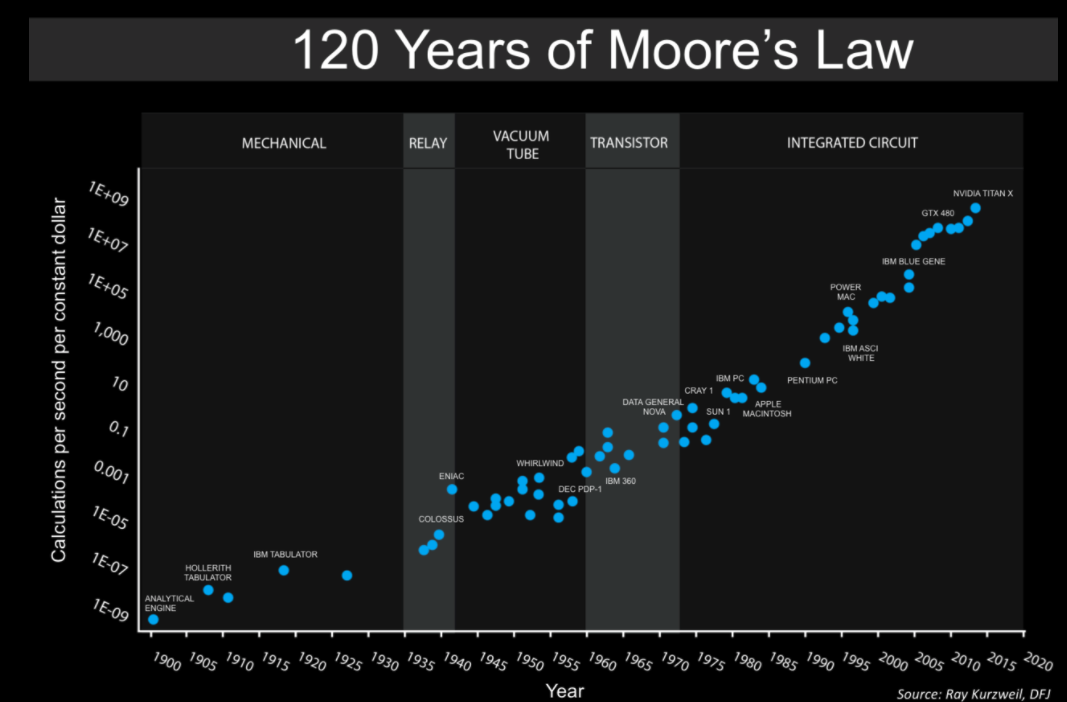 120 Years of Moore's Law
MECHANICAL
RELAY
VACUUM
TUBE
TRANSISTOR
INTEGRATED CIRCUIT
Calculations per second per constant dollar
1E+09
1E+07
1E+05
1,000
10
0.1
0.001
1E-05
1E-07
1E-09
ANALYTICAL
ENGINE
HOLLERITH
TABULATOR
IBM TABULATOR
COLOSSUS
ENIAC
WHIRLWIND
DEC PDP-1
IBM 360
DATA GENERAL
NOVA
CRAY 1
SUN 1
IBM PC
APPLE
MACINTOSH
PENTIUM PC
POWER
MAC
IBM ASCI
WHITE
IBM BLUE GENE
GTX 480
NVIDIA TITAN X
1900 1905 1910 1915 1920 1925 1930 1935 1940 1945 1950 1955 1960 1965 1970 1975 1980 1985 1990 1995 2000 2005 2010 2015 2020
Year
Source: Ray Kurzweil, DFJ